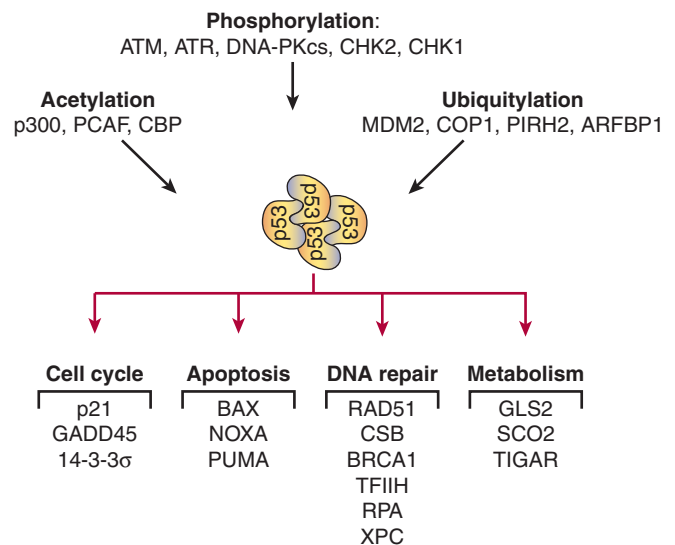 Phosphorylation:
ATM, ATR, DNA-PKcs, CHK2, CHK1
Acetylation
p300, PCAF, CBP
Ubiquitylation
MDM2, COP1, PIRH2, ARFBP1
p53
p53
p53
p53
Cell cycle
p21
GADD45
14-3-3σ
Apoptosis
BAX
NOXA
PUMA
DNA repair
RAD51
CSB
BRCA1
TFIIH
RPA
XPC
Metabolism
GLS2
SCO2
TIGAR